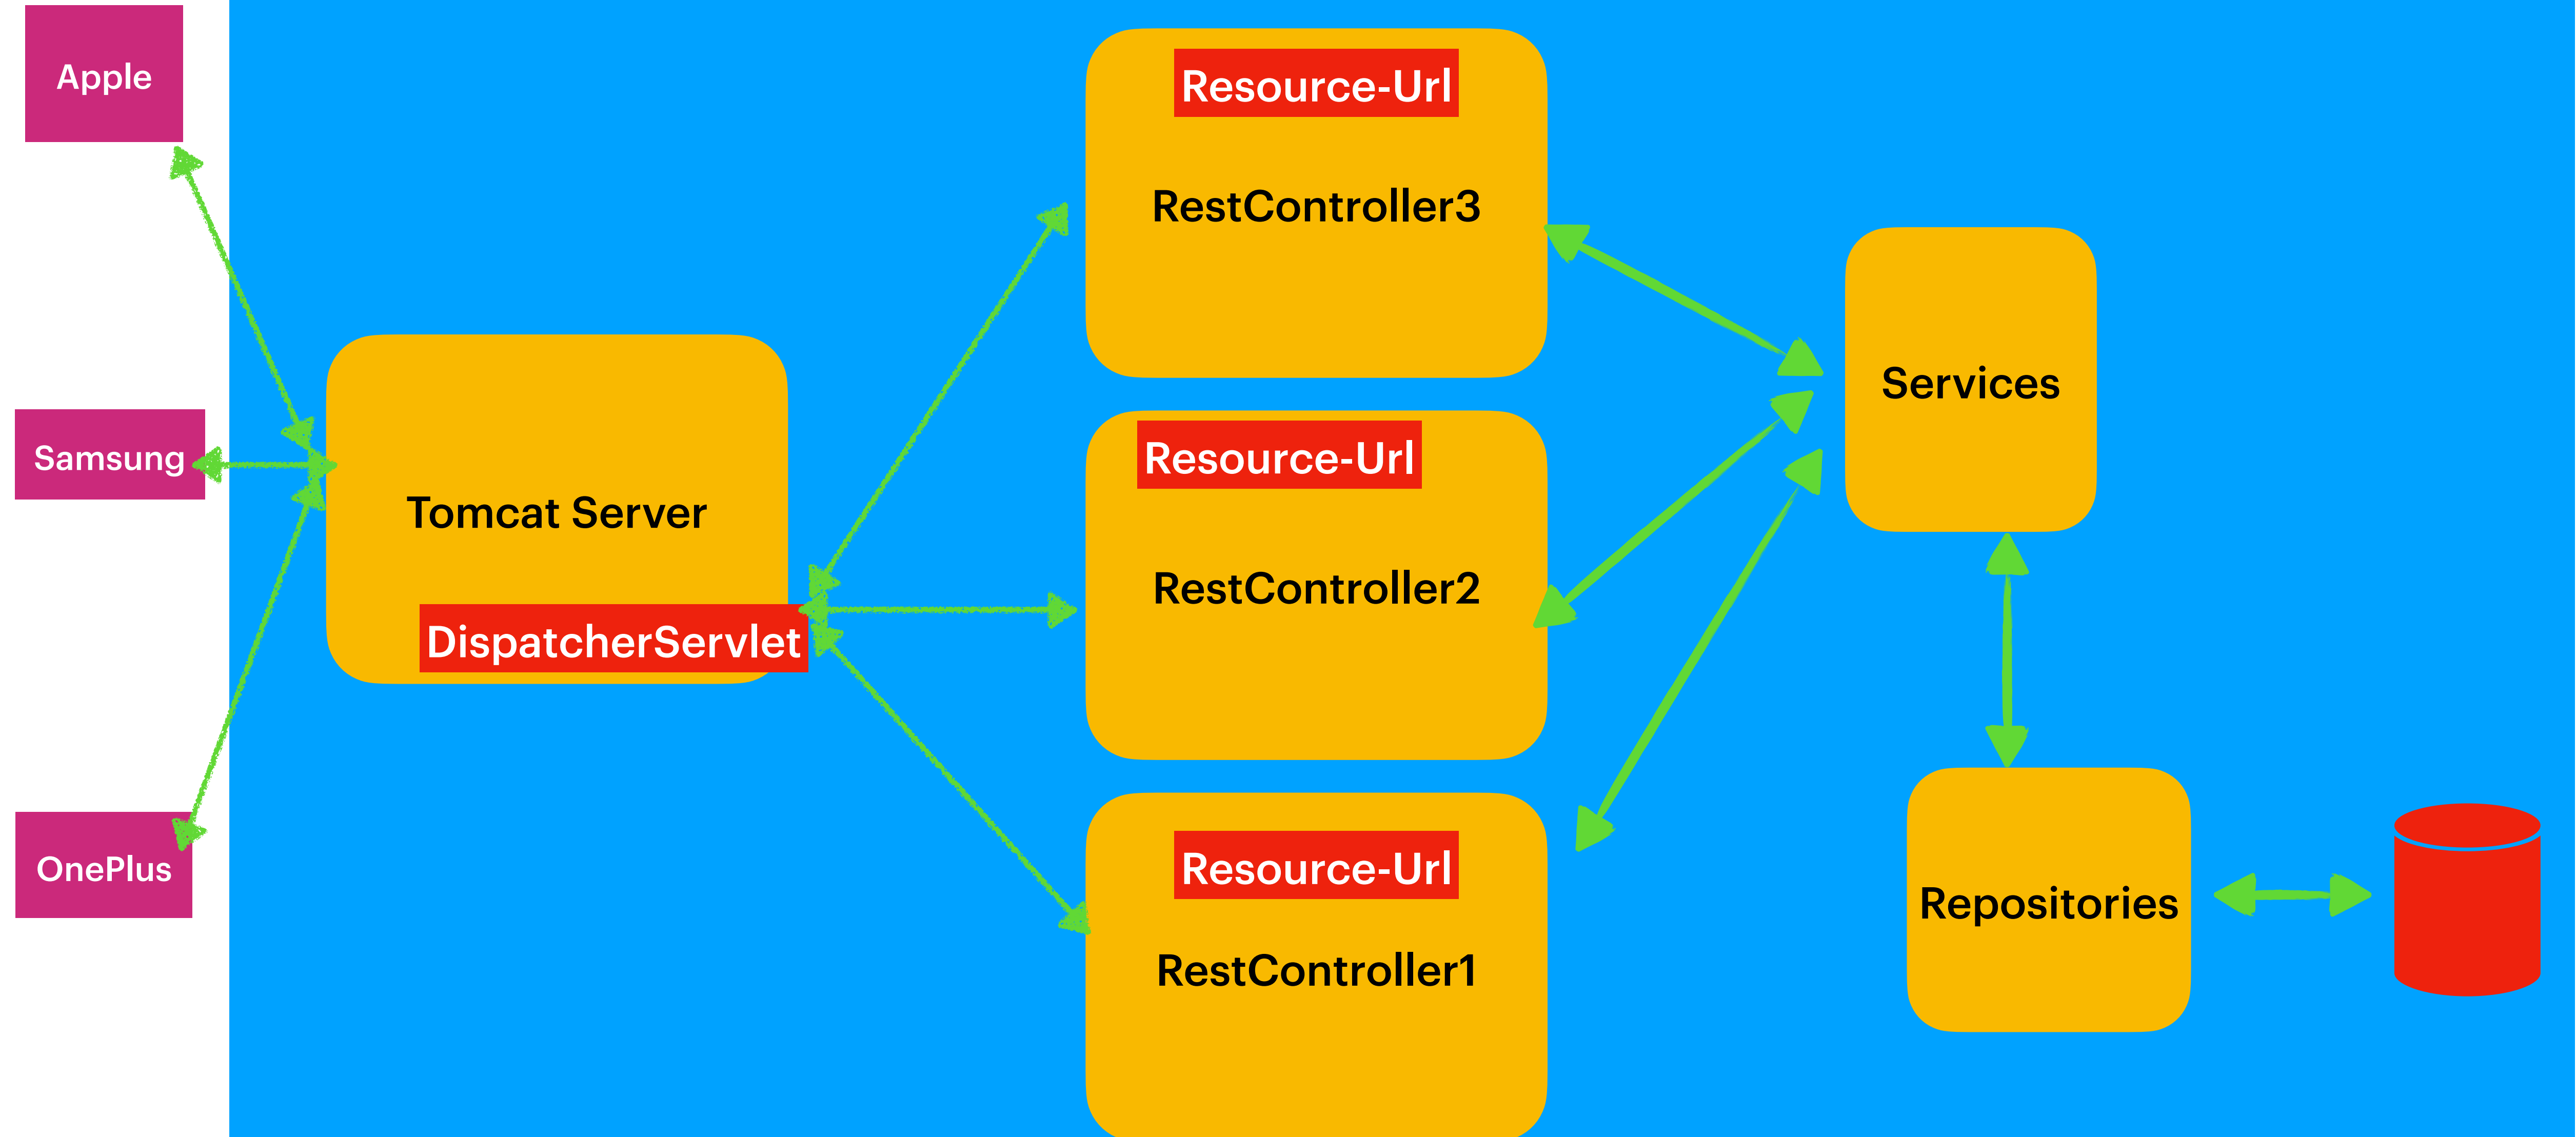 Apple
Samsung
OnePlus
Tomcat Server
DispatcherServlet
Resource-Url
RestController3
Resource-Url
RestController2
Resource-Url
RestController1
Services
Repositories